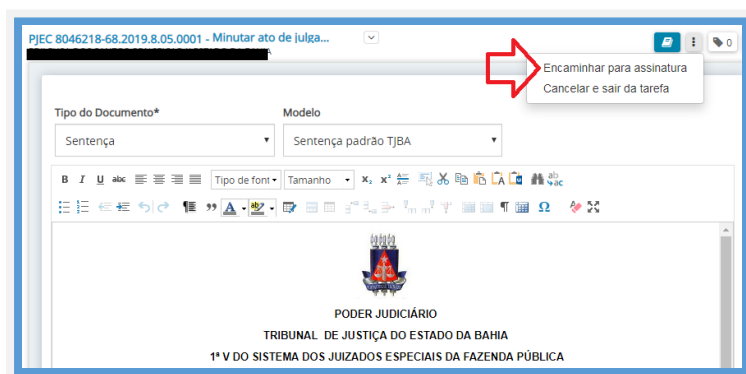 PJEC 8046218-68.2019.8.05.0001 - Minutar ato de julga...
0
Encaminhar para assinatura
Cancelar e sair da tarefa
Tipo do Documento*
Modelo
Sentença
Sentença padrão TJBA
B I U abc Tipo de font Tamanho x₂ x²
A ab Ω
PODER JUDICIÁRIO
TRIBUNAL DE JUSTIÇA DO ESTADO DA BAHIA
1ª V DO SISTEMA DOS JUIZADOS ESPECIAIS DA FAZENDA PÚBLICA